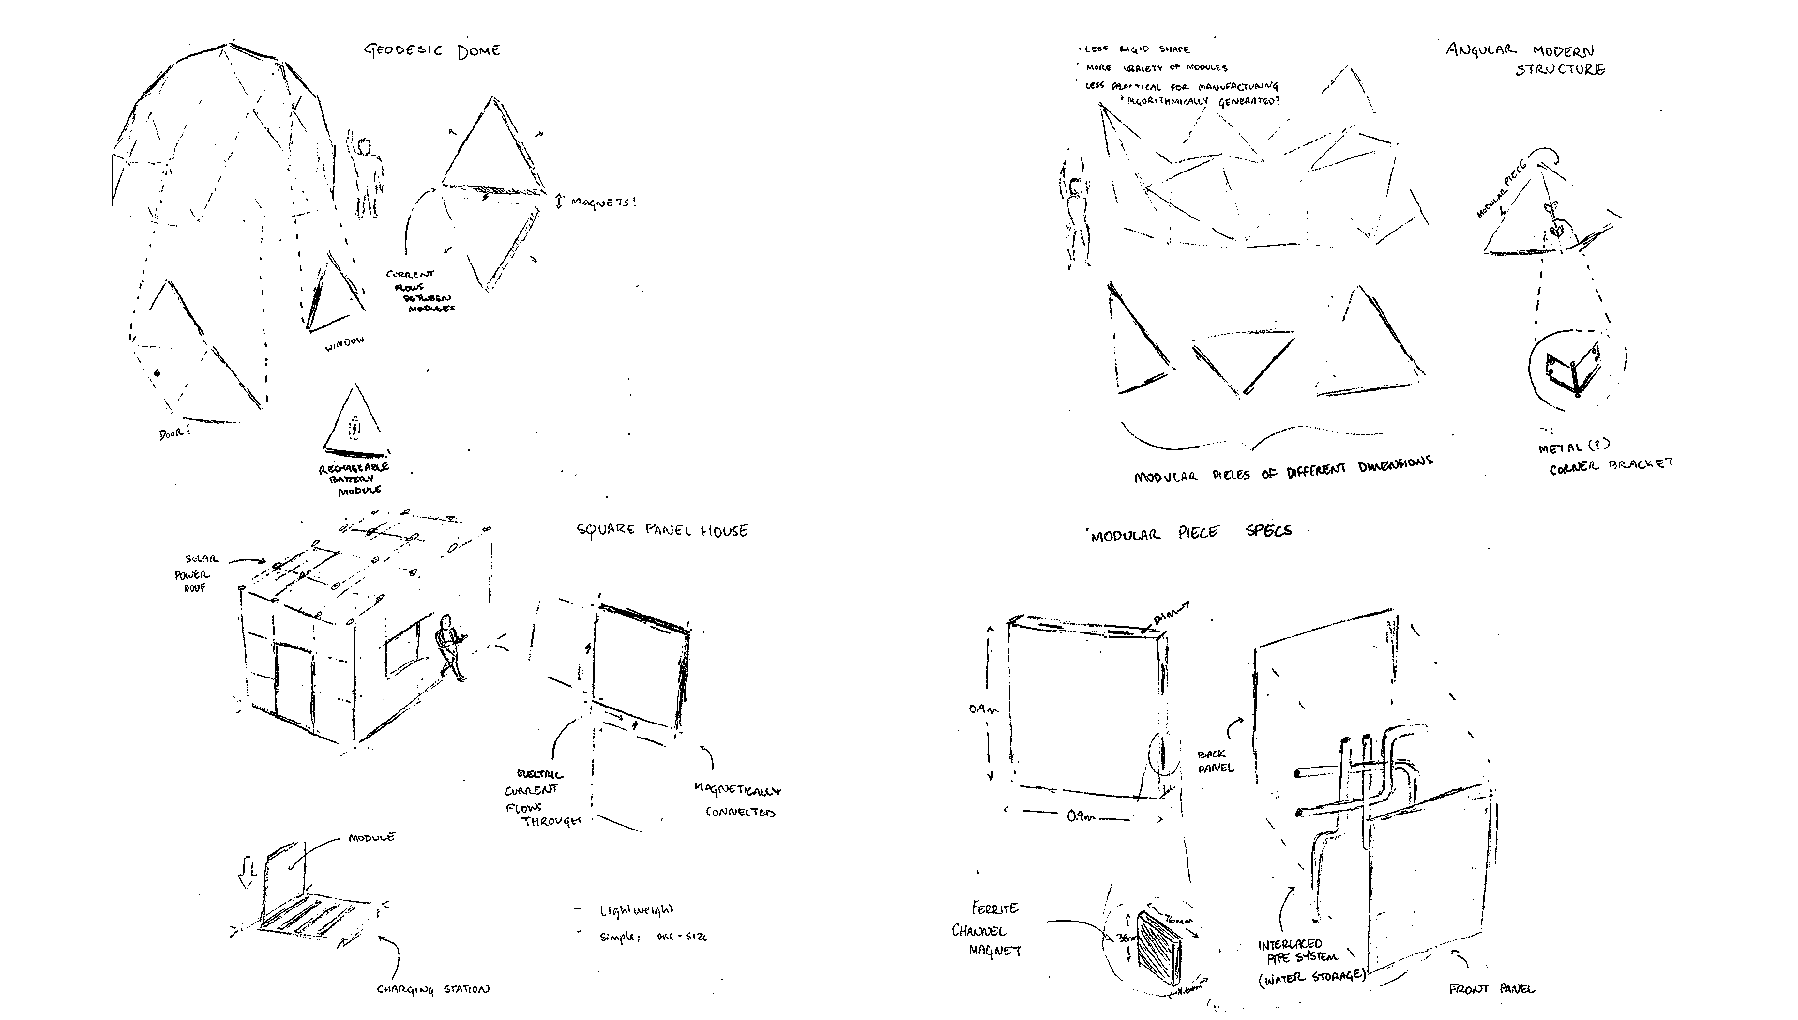 GEODESIC DOME
MAGNETS!
CURRENT
FLOWS
BETWEEN
MODULES
WINDOW
DOOR!
RECHARGEABLE
BATTERY
MODULE
· LESS RIGID SHAPE
· MORE VARIETY OF MODULES
· LESS PRACTICAL FOR MANUFACTURING
* ALGORITHMICALLY GENERATED?
ANGULAR MODERN
STRUCTURE
MODULAR PIECE
MODULAR PIECES OF DIFFERENT DIMENSIONS
METAL (?)
CORNER BRACKET
SQUARE PANEL HOUSE
SOLAR
POWER
ROOF
ELECTRIC
CURRENT
FLOWS
THROUGH
MAGNETICALLY
CONNECTED
MODULE
CHARGING STATION
- Lightweight
- Simple, one-size
MODULAR PIECE SPECS
0.1m
0.9m
0.9m
BACK
PANEL
FERRITE
CHANNEL
MAGNET
INTERLACED
PIPE SYSTEM
(WATER STORAGE)
FRONT PANEL